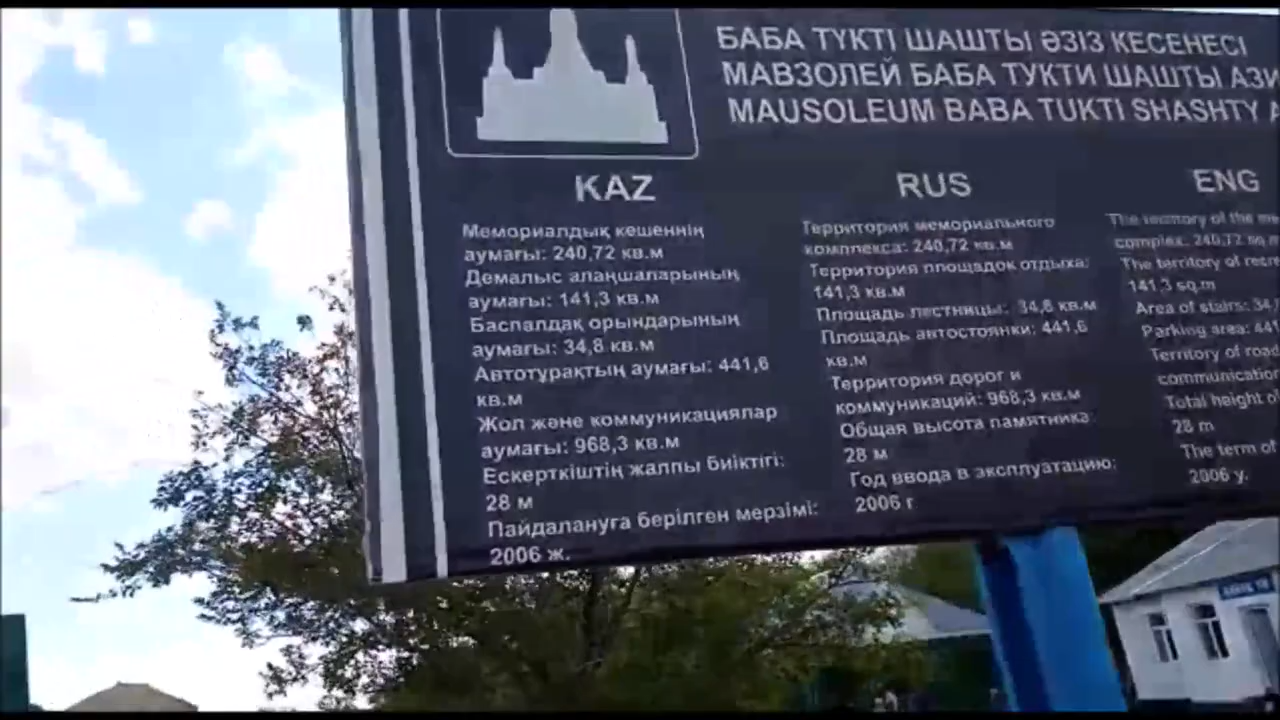 БАБА ТҮКТІ ШАШТЫ ӘЗІЗ КЕСЕНЕСІ
МАВЗОЛЕЙ БАБА ТУКТИ ШАШТЫ АЗИ
MAUSOLEUM BABA TUKTI SHASHTY A
KAZ
Мемориалдық кешеннің
аумағы: 240,72 кв.м
Демалыс алаңшаларының
аумағы: 141,3 кв.м
Баспалдақ орындарының
аумағы: 34,8 кв.м
Автотұрақтың аумағы: 441,6
кв.м
Жол және коммуникациялар
аумағы: 968,3 кв.м
Ескерткіштің жалпы биіктігі:
28 м
Пайдалануға берілген мерзімі:
2006 ж.
RUS
Территория мемориального
комплекса: 240,72 кв.м
Территория площадок отдыха:
141,3 кв.м
Площадь лестницы: 34,8 кв.м
Площадь автостоянки: 441,6
кв.м
Территория дорог и
коммуникаций: 968,3 кв.м
Общая высота памятника:
28 м
Год ввода в эксплуатацию:
2006 г
ENG
The territory of the me
complex: 240,72 sq.m
The territory of recre
141,3 sq.m
Area of stairs: 34,
Parking area: 441
Territory of road
communication
Total height o
28 m
The term of
2006 y.